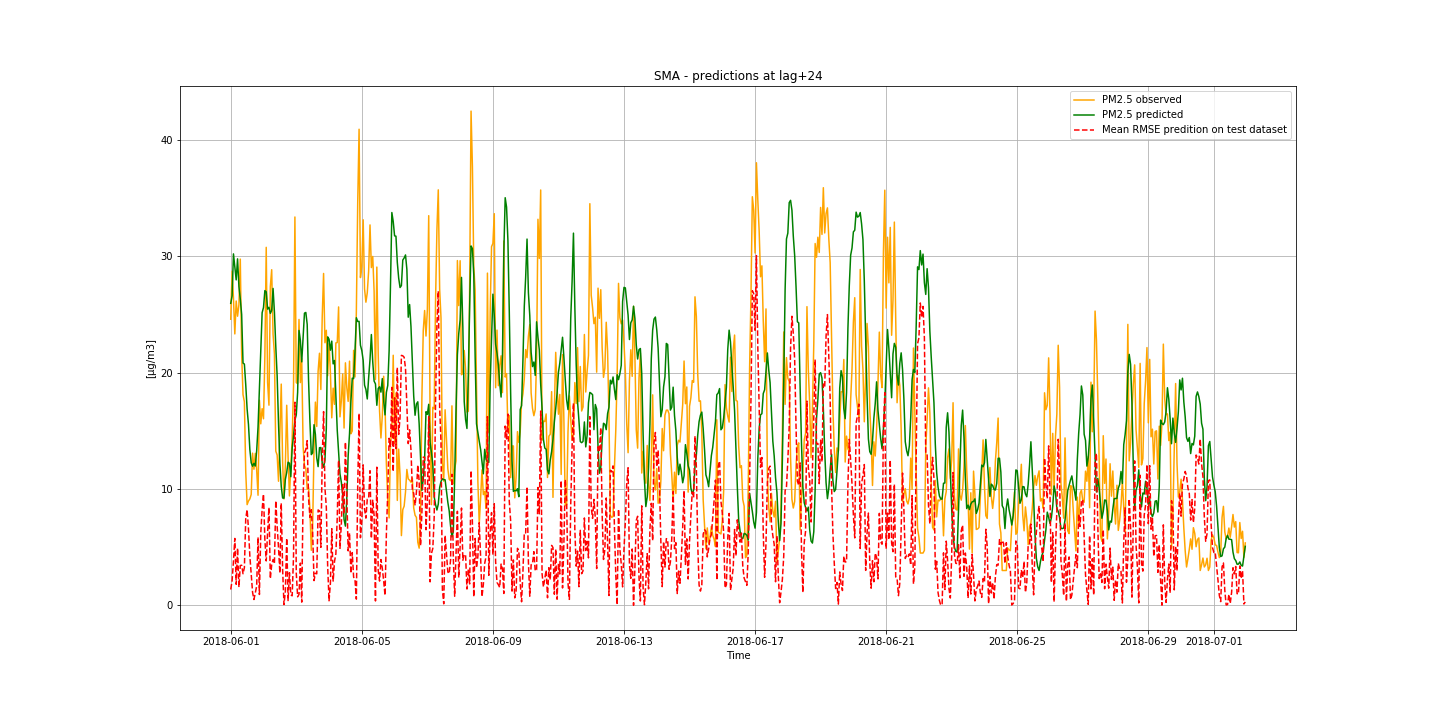 SMA - predictions at lag+24
PM2.5 observed
PM2.5 predicted
Mean RMSE predition on test dataset
40
30
20
10
0
[µg/m3]
2018-06-01 2018-06-05 2018-06-09 2018-06-13 2018-06-17 2018-06-21 2018-06-25 2018-06-29 2018-07-01
Time